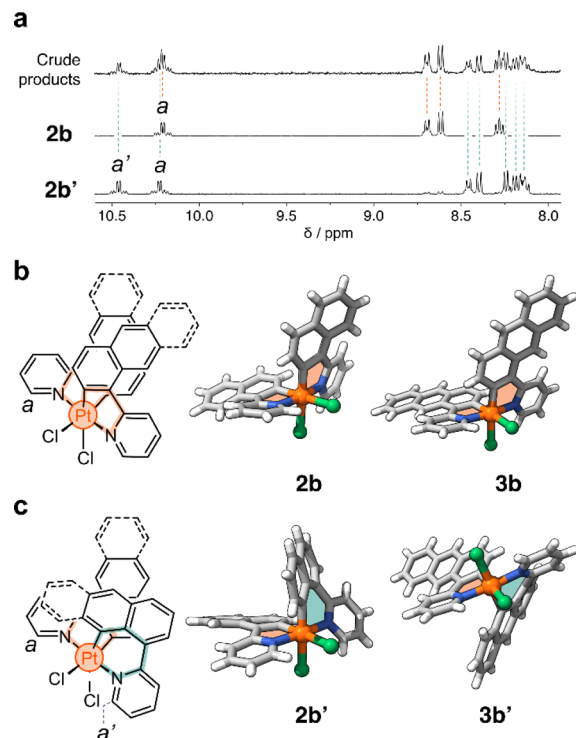 a
Crude
products
a
2b
a' a
2b'
10.5 10.0 9.5 9.0 8.5 8.0
δ / ppm
b
N
a
Pt
Cl
N
Cl
2b 3b
c
a
N
Pt
Cl
N
Cl
a'
2b' 3b'